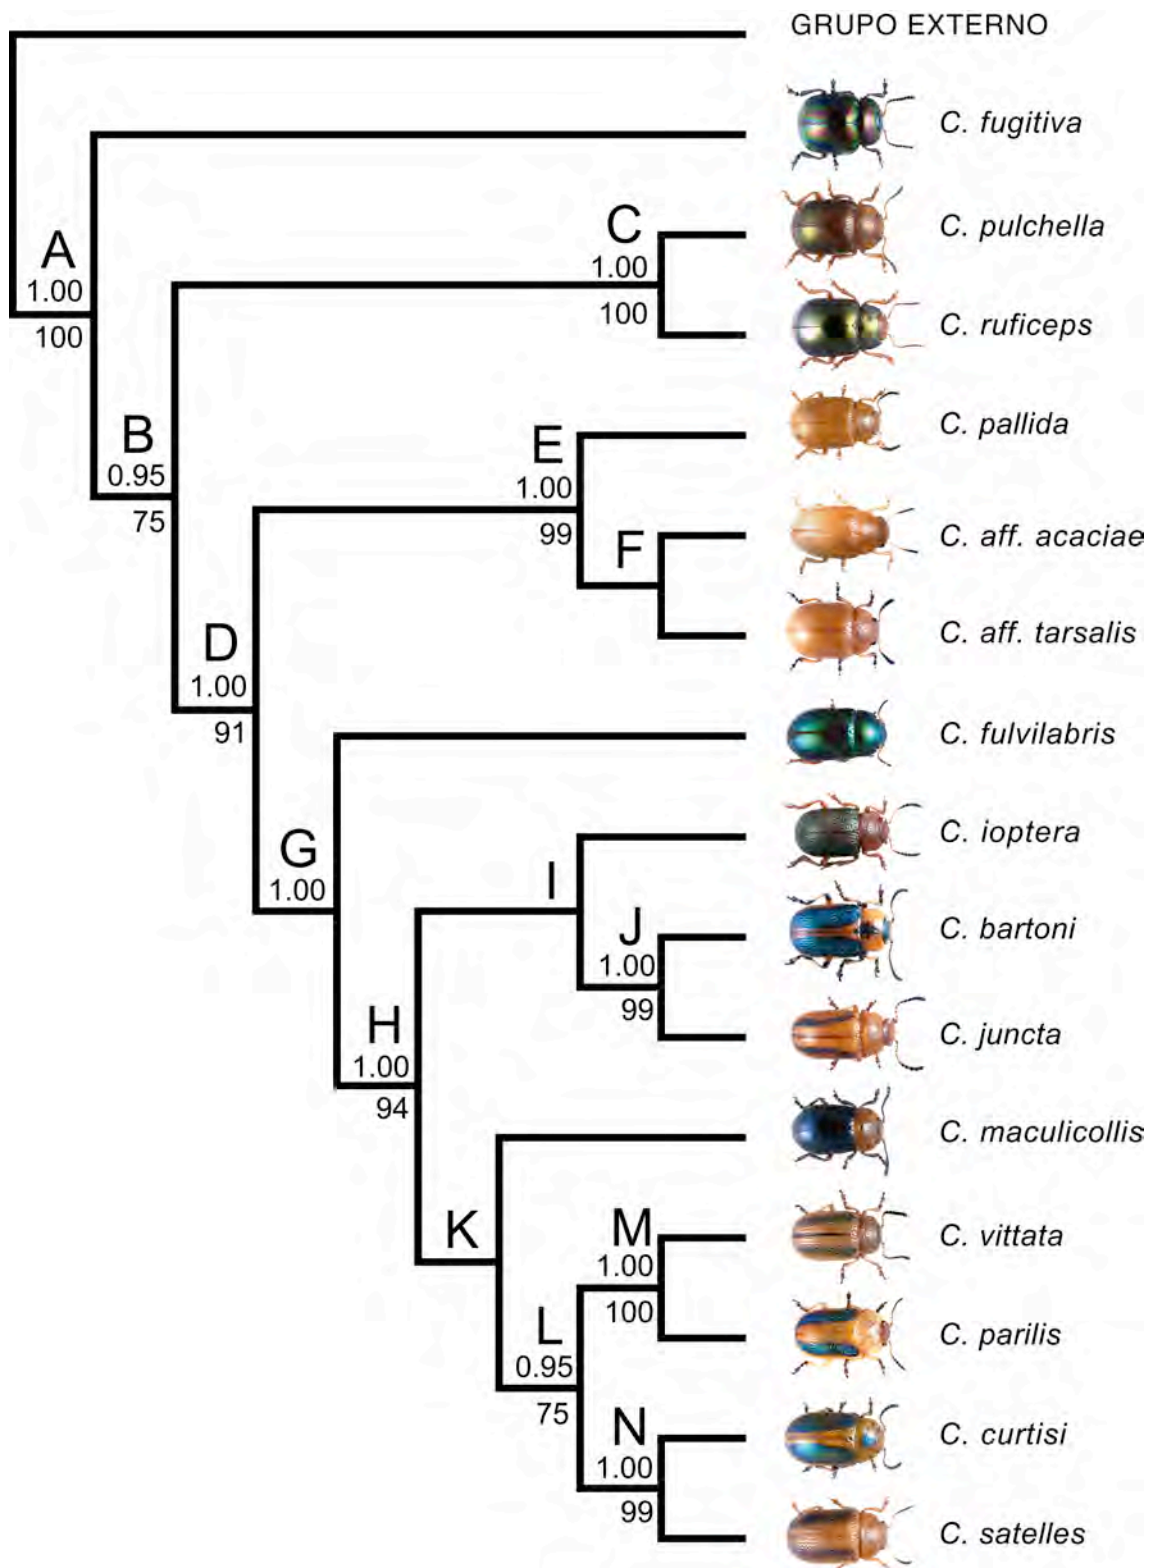 GRUPO EXTERNO
C. fugitiva
C. pulchella
C
1.00
100
A
1.00
100
C. ruficeps
C. pallida
B
0.95
75
E
1.00
99
C. aff. acaciae
F
C. aff. tarsalis
D
1.00
91
C. fulvilabris
C. ioptera
G
1.00
I
C. bartoni
J
1.00
99
C. juncta
H
1.00
94
C. maculicollis
K
M
1.00
100
C. vittata
L
0.95
75
C. parilis
N
1.00
99
C. curtisi
C. satelles